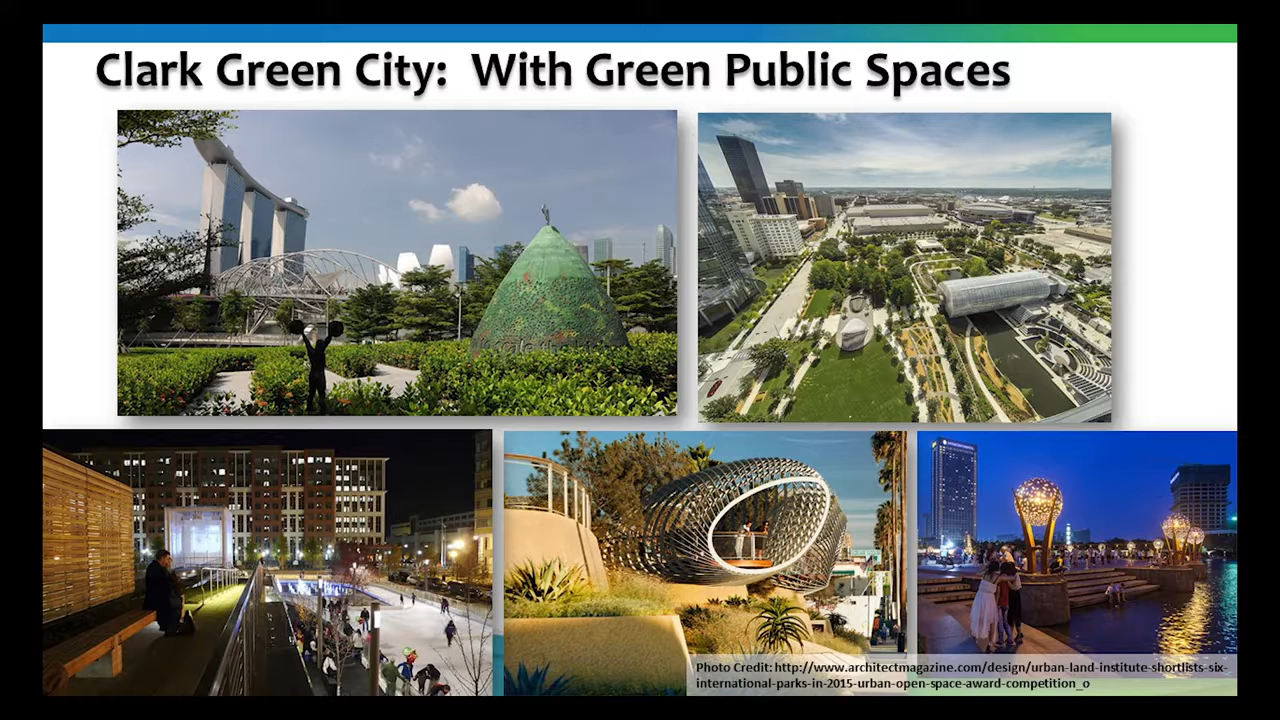 Clark Green City:  With Green Public Spaces
Photo Credit: http://www.architectmagazine.com/design/urban-land-institute-shortlists-six-
international-parks-in-2015-urban-open-space-award-competition_o